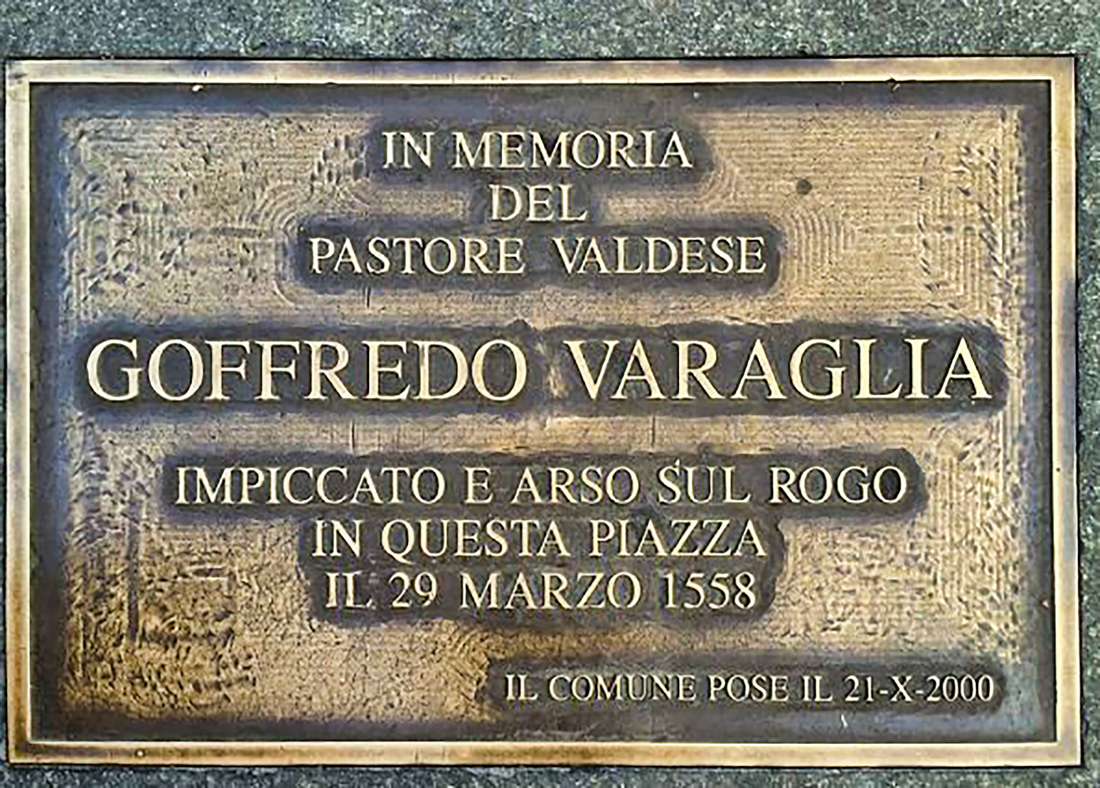 IN MEMORIA
DEL
PASTORE VALDESE
GOFFREDO VARAGLIA
IMPICCATO E ARSO SUL ROGO
IN QUESTA PIAZZA
IL 29 MARZO 1558
IL COMUNE POSE IL 21-X-2000